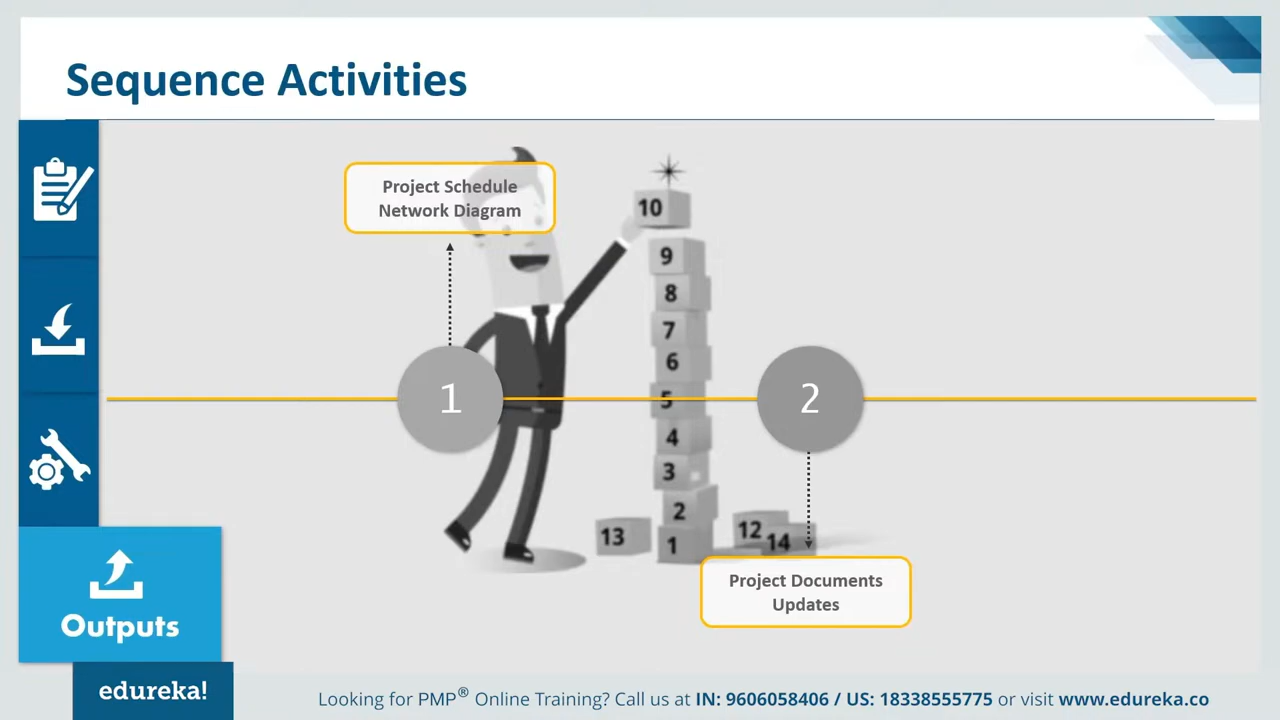 Sequence Activities
Project Schedule
Network Diagram
10
9
8
7
6
5
4
3
2
1
13
12
14
1
2
Project Documents
Updates
Outputs
edureka!
Looking for PMP® Online Training? Call us at IN: 9606058406 / US: 18338555775 or visit www.edureka.co